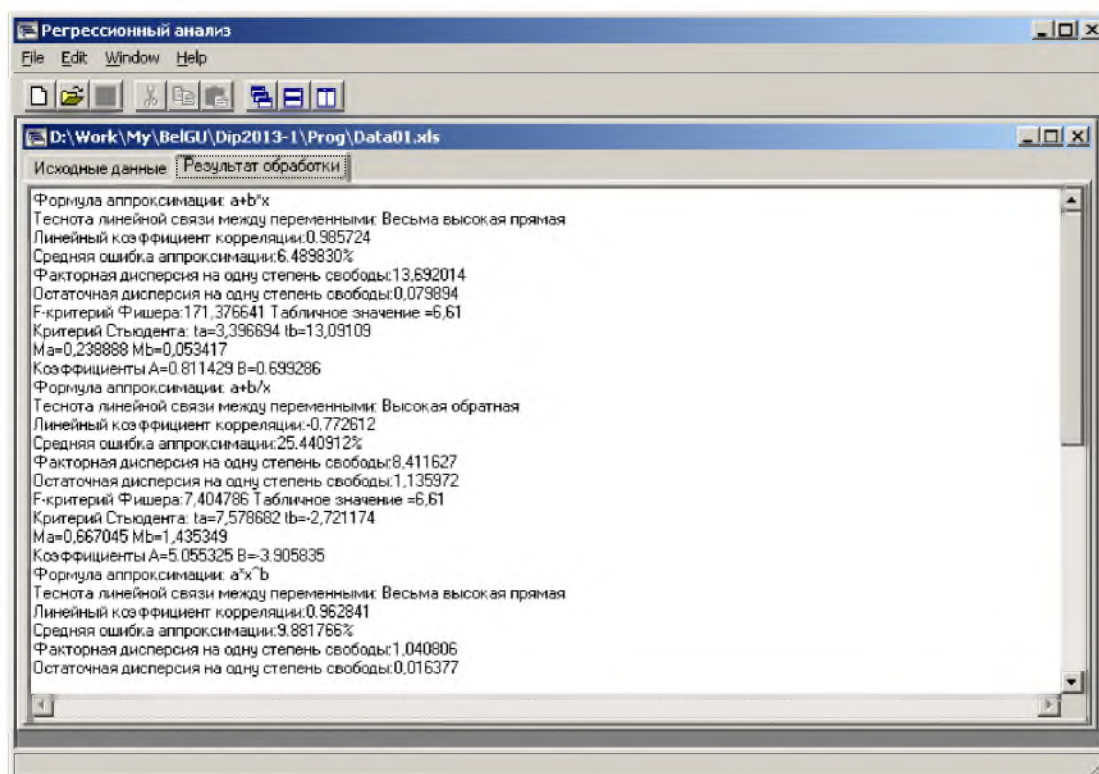 Регрессионный анализ
File Edit Window Help
D:\Work\My\BelGU\Dip2013-1\Prog\Data01.xls
Исходные данные Результат обработки
Формула аппроксимации: a+b*x
Теснота линейной связи между переменными: Весьма высокая прямая
Линейный коэффициент корреляции:0.985724
Средняя ошибка аппроксимации:6.489830%
Факторная дисперсия на одну степень свободы:13,692014
Остаточная дисперсия на одну степень свободы:0,079894
F-критерий Фишера:171,376641 Табличное значение =6,61
Критерий Стьюдента: ta=3,396694 tb=13,09109
Ma=0,238888 Mb=0,053417
Коэффициенты A=0.811429 B=0.699286
Формула аппроксимации: a+b/x
Теснота линейной связи между переменными: Высокая обратная
Линейный коэффициент корреляции:-0.772612
Средняя ошибка аппроксимации:25.440912%
Факторная дисперсия на одну степень свободы:8,411627
Остаточная дисперсия на одну степень свободы:1,135972
F-критерий Фишера:7,404786 Табличное значение =6,61
Критерий Стьюдента: ta=7,578682 tb=-2,721174
Ma=0,667045 Mb=1,435349
Коэффициенты A=5.055325 B=-3.905835
Формула аппроксимации: a*x^b
Теснота линейной связи между переменными: Весьма высокая прямая
Линейный коэффициент корреляции:0.962841
Средняя ошибка аппроксимации:9.881766%
Факторная дисперсия на одну степень свободы:1,040806
Остаточная дисперсия на одну степень свободы:0,016377